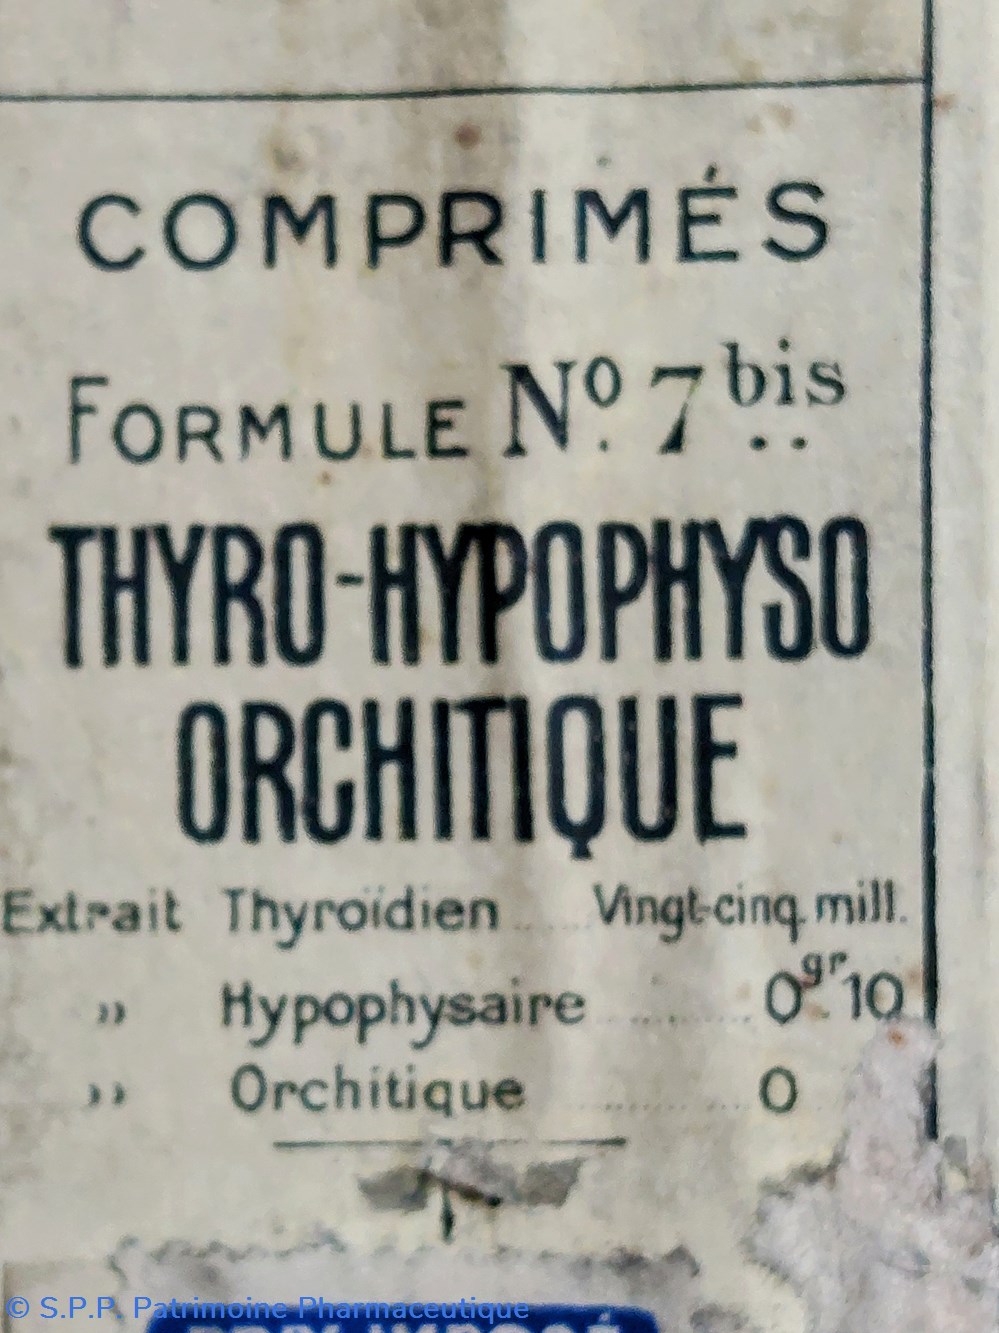 COMPRIMÉS
FORMULE Nº 7 bis
THYRO-HYPOPHYSO
ORCHITIQUE
Extrait Thyroïdien ..... Vingt-cinq mill.
›› Hypophysaire .......... 0gr.10
›› Orchitique .......... 0
© S.P.P. Patrimoine Pharmaceutique